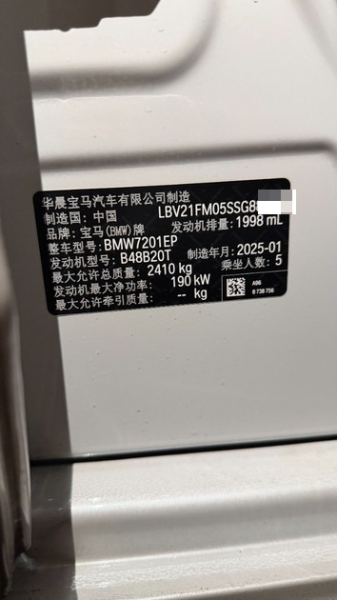 华晨宝马汽车有限公司制造
制造国：中国 LBV21FM05SSG8
品牌：宝马(BMW)牌 发动机排量：1998 mL
整车型号：BMW7201EP
发动机型号：B48B20T 制造年月：2025-01
最大允许总质量：2410 kg 乘坐人数：5
发动机最大净功率：190 kW
最大允许牵引质量：-- kg
A96